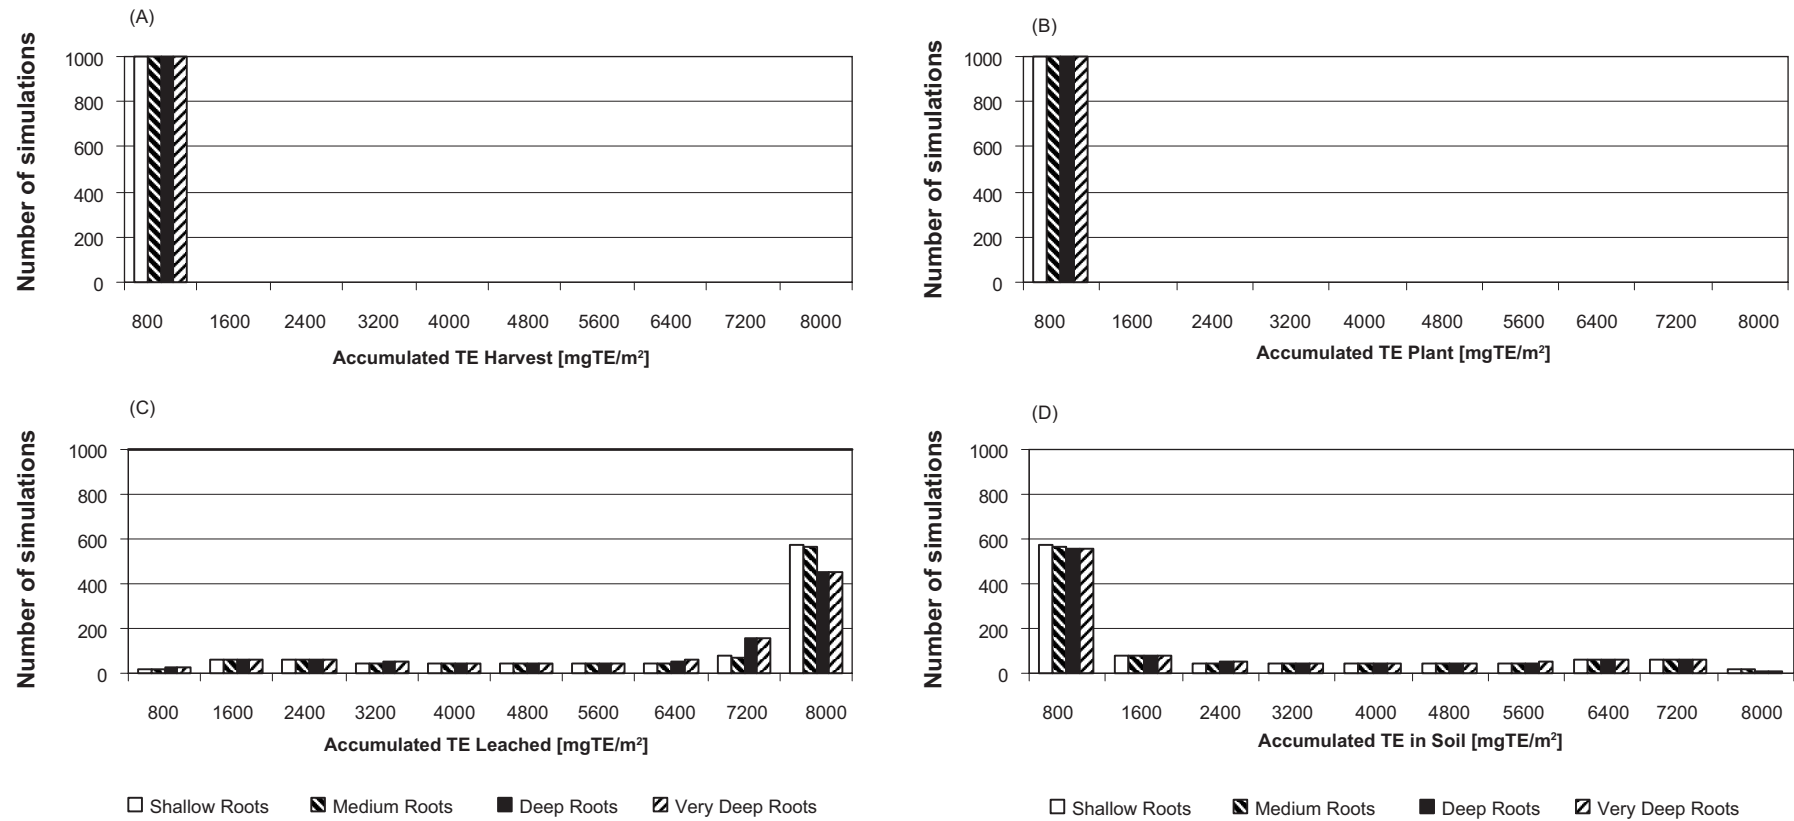 (A)
Number of simulations
1000
800
600
400
200
0
800 1600 2400 3200 4000 4800 5600 6400 7200 8000
Accumulated TE Harvest [mgTE/m²]
(B)
Number of simulations
1000
800
600
400
200
0
800 1600 2400 3200 4000 4800 5600 6400 7200 8000
Accumulated TE Plant [mgTE/m²]
(C)
Number of simulations
1000
800
600
400
200
0
800 1600 2400 3200 4000 4800 5600 6400 7200 8000
Accumulated TE Leached [mgTE/m²]
Shallow Roots Medium Roots Deep Roots Very Deep Roots
(D)
Number of simulations
1000
800
600
400
200
0
800 1600 2400 3200 4000 4800 5600 6400 7200 8000
Accumulated TE in Soil [mgTE/m²]
Shallow Roots Medium Roots Deep Roots Very Deep Roots